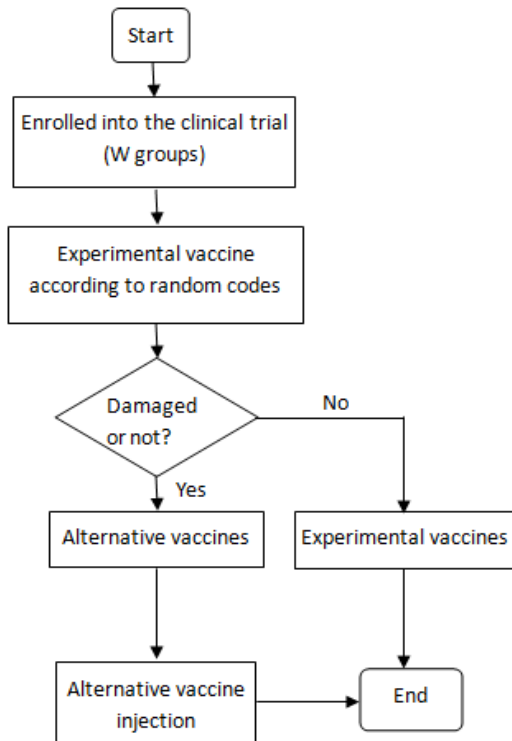 Start
Enrolled into the clinical trial
(W groups)
Experimental vaccine
according to random codes
Damaged
or not?
No
Yes
Alternative vaccines
Experimental vaccines
Alternative vaccine
injection
End